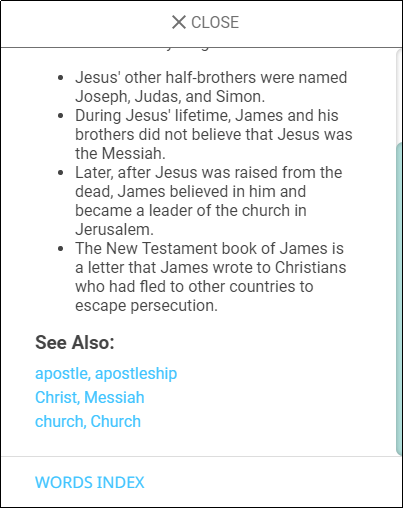 CLOSE
• Jesus' other half-brothers were named
Joseph, Judas, and Simon.
• During Jesus' lifetime, James and his
brothers did not believe that Jesus was
the Messiah.
• Later, after Jesus was raised from the
dead, James believed in him and
became a leader of the church in
Jerusalem.
• The New Testament book of James is
a letter that James wrote to Christians
who had fled to other countries to
escape persecution.
See Also:
apostle, apostleship
Christ, Messiah
church, Church
WORDS INDEX